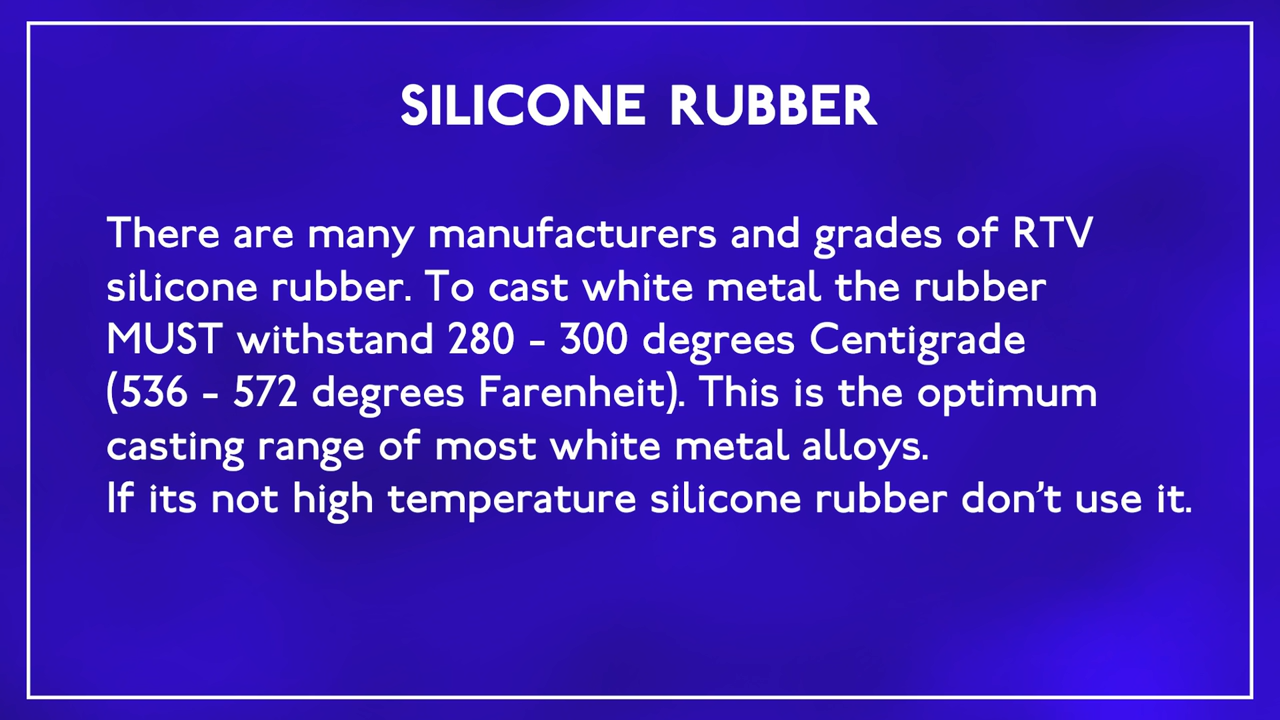 SILICONE RUBBER
There are many manufacturers and grades of RTV
silicone rubber. To cast white metal the rubber
MUST withstand 280 - 300 degrees Centigrade
(536 - 572 degrees Farenheit). This is the optimum
casting range of most white metal alloys.
If its not high temperature silicone rubber don’t use it.